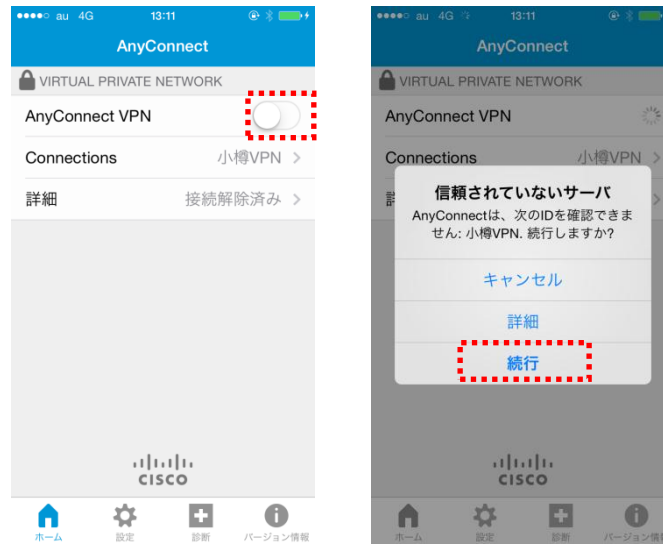 au 4G 13:11
AnyConnect
VIRTUAL PRIVATE NETWORK
AnyConnect VPN
Connections 小樽VPN
詳細 接続解除済み
CISCO
ホーム 設定 診断 バージョン情報
au 4G 13:11
AnyConnect
VIRTUAL PRIVATE NETWORK
AnyConnect VPN
Connections 小樽VPN
信頼されていないサーバ
AnyConnectは、次のIDを確認できま
せん: 小樽VPN. 続行しますか?
キャンセル
詳細
続行
CISCO
ホーム 設定 診断 バージョン情